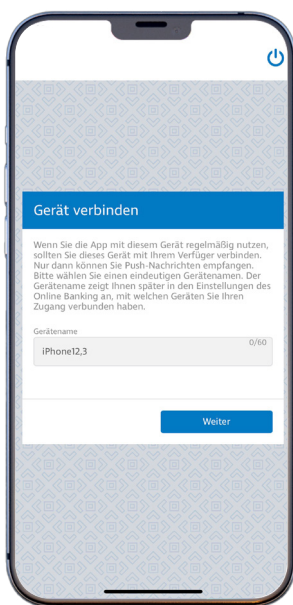 Gerät verbinden
Wenn Sie die App mit diesem Gerät regelmäßig nutzen,
sollten Sie dieses Gerät mit Ihrem Verfüger verbinden.
Nur dann können Sie Push-Nachrichten empfangen.
Bitte wählen Sie einen eindeutigen Gerätenamen. Der
Gerätename zeigt Ihnen später in den Einstellungen des
Online Banking an, mit welchen Geräten Sie Ihren
Zugang verbunden haben.
Gerätename
0/60
iPhone12,3
Weiter